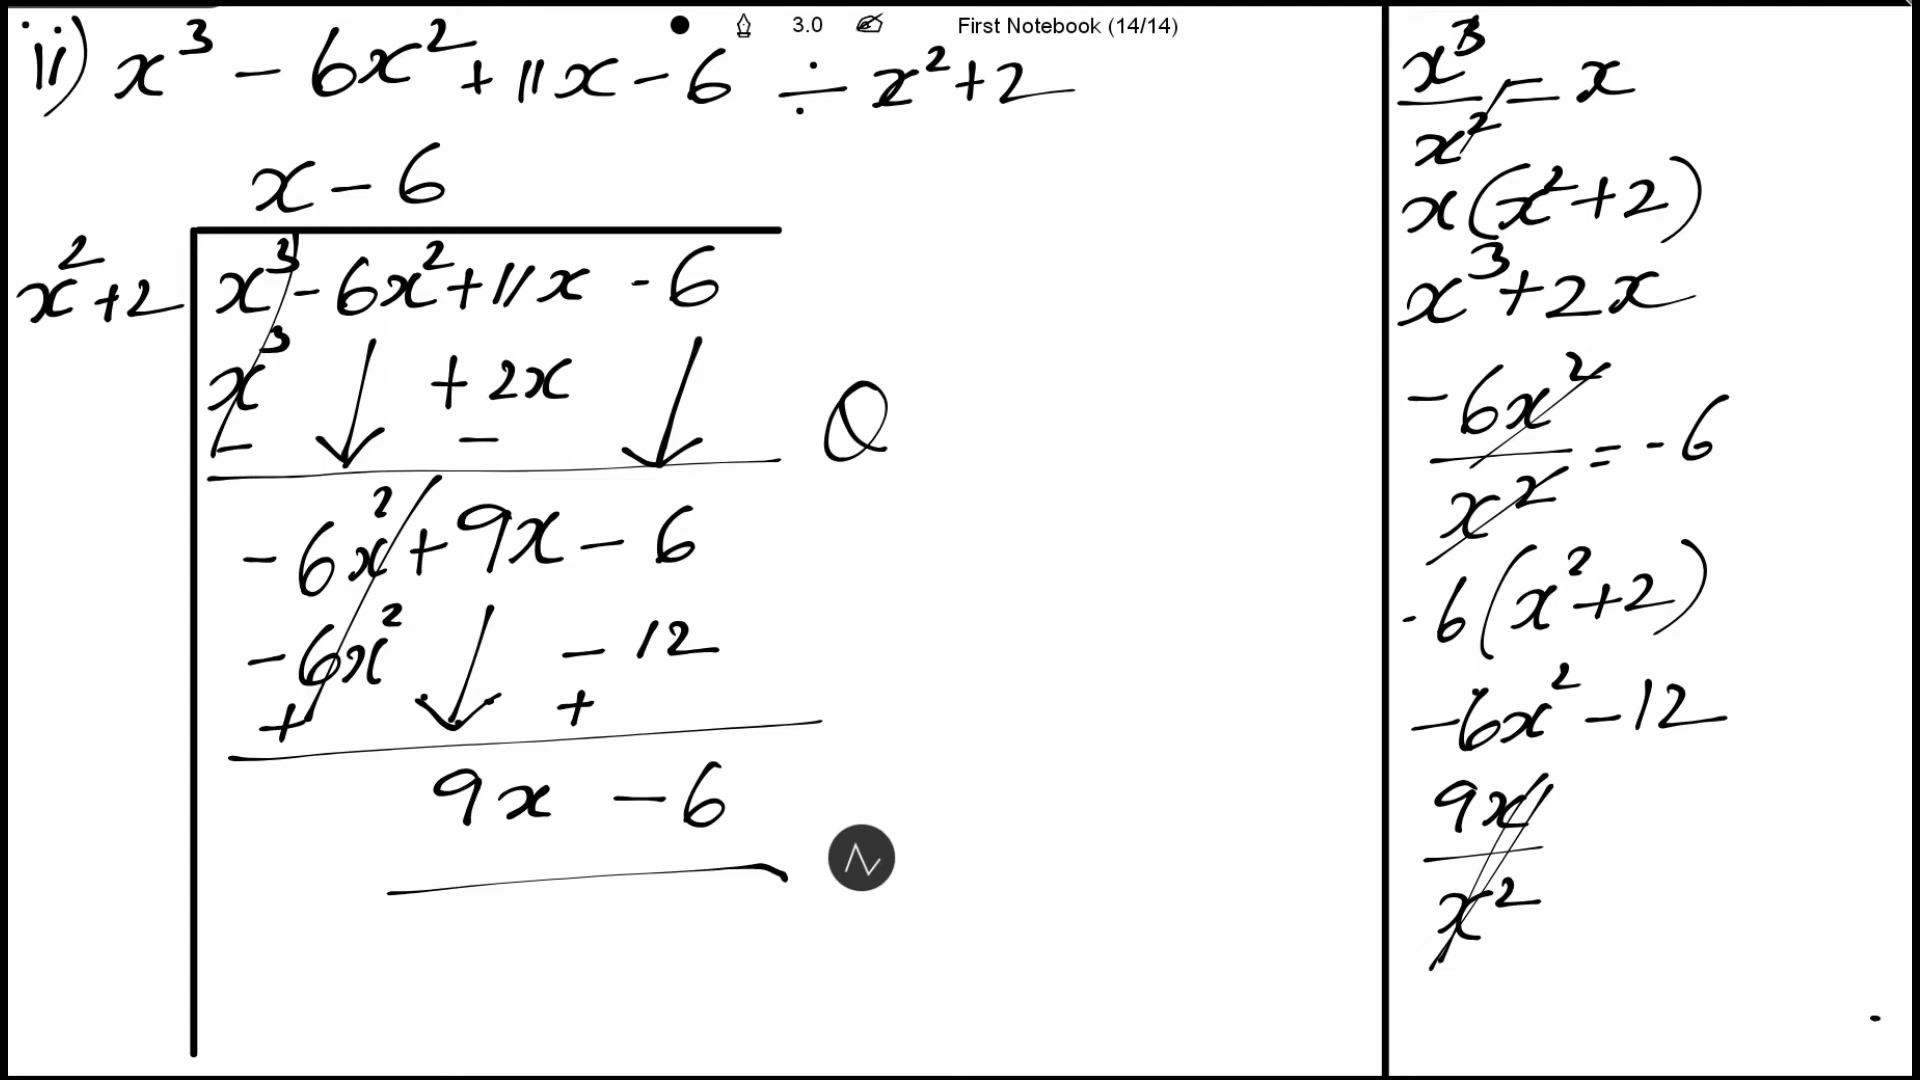 3.0 First Notebook (14/14)
ii) x³ - 6x² + 11x - 6 ÷ x² + 2
x - 6
x² + 2 x³ - 6x² + 11x - 6
x³ + 2x
- -
Q
- 6x² + 9x - 6
- 6x² - 12
+ +
9x - 6
x³/x² = x
x(x² + 2)
x³ + 2x
-6x²/x² = -6
-6(x² + 2)
-6x² - 12
9x/x²